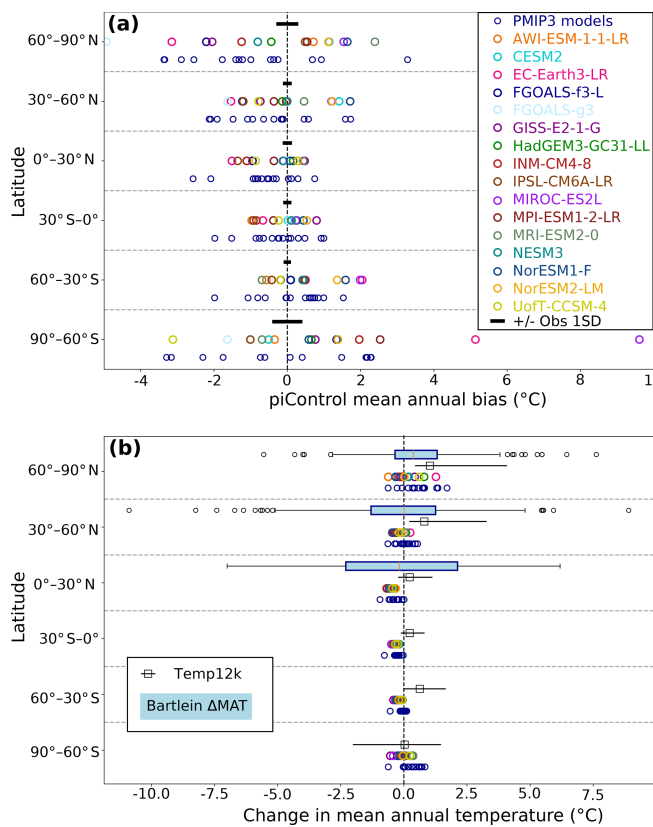 (a)
60°–90°N
30°–60°N
0°–30°N
30°S–0°
60°–30°S
90°–60°S
Latitude
-4
-2
0
2
4
6
8
1
piControl mean annual bias (°C)
PMIP3 models
AWI-ESM-1-1-LR
CESM2
EC-Earth3-LR
FGOALS-f3-L
FGOALS-g3
GISS-E2-1-G
HadGEM3-GC31-LL
INM-CM4-8
IPSL-CM6A-LR
MIROC-ES2L
MPI-ESM1-2-LR
MRI-ESM2-0
NESM3
NorESM1-F
NorESM2-LM
UofT-CCSM-4
+/- Obs 1SD
(b)
60°–90°N
30°–60°N
0°–30°N
30°S–0°
60°–30°S
90°–60°S
Latitude
Temp12k
Bartlein ΔMAT
-10.0
-7.5
-5.0
-2.5
0.0
2.5
5.0
7.5
Change in mean annual temperature (°C)